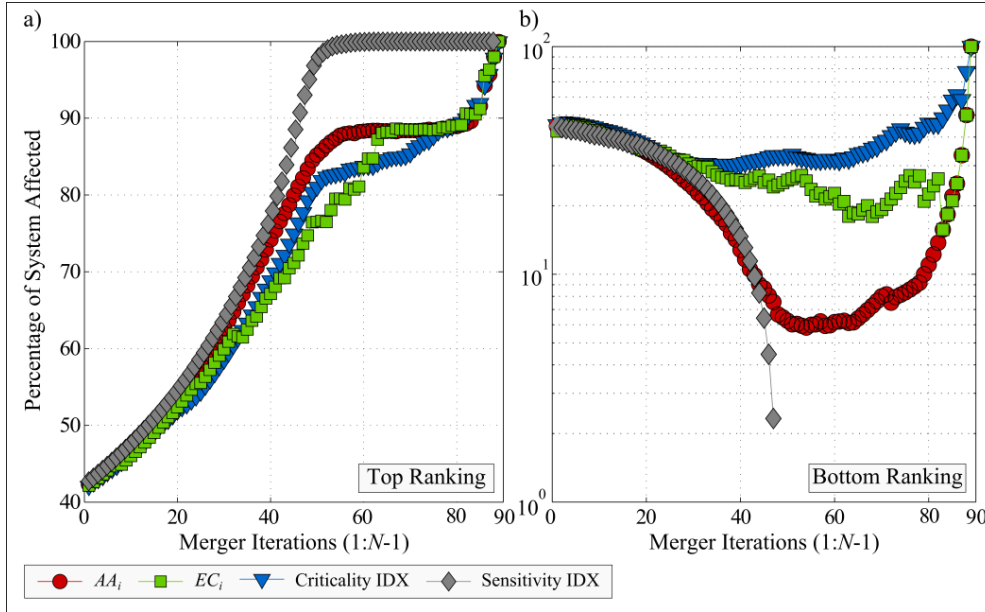 a)
b)
Percentage of System Affected
100
90
80
70
60
50
40
0
20
40
60
80
90
Merger Iterations (1:N-1)
Top Ranking
10^2
10^1
10^0
0
20
40
60
80
90
Merger Iterations (1:N-1)
Bottom Ranking
AA_i
EC_i
Criticality IDX
Sensitivity IDX